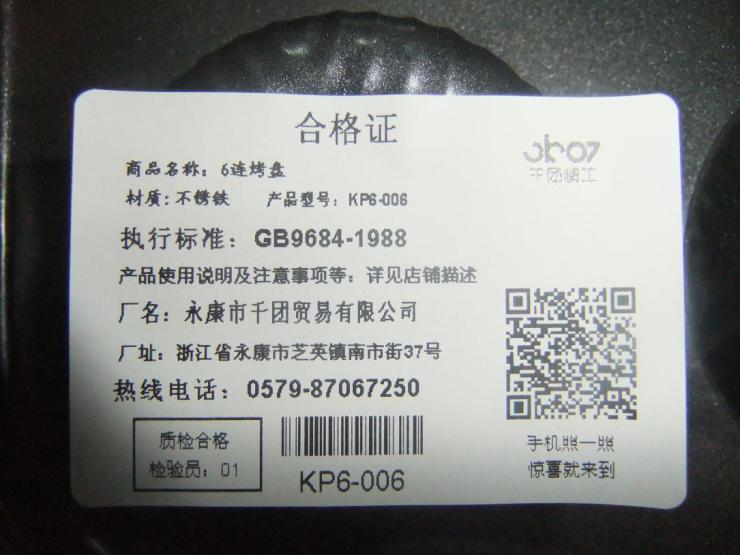 合格证
商品名称：6连烤盘
材质：不锈铁 产品型号：KP6-006
执行标准：GB9684-1988
产品使用说明及注意事项等：详见店铺描述
厂名：永康市千团贸易有限公司
厂址：浙江省永康市芝英镇南市街37号
热线电话：0579-87067250
质检合格
检验员：01
KP6-006
手机照一照
惊喜就来到